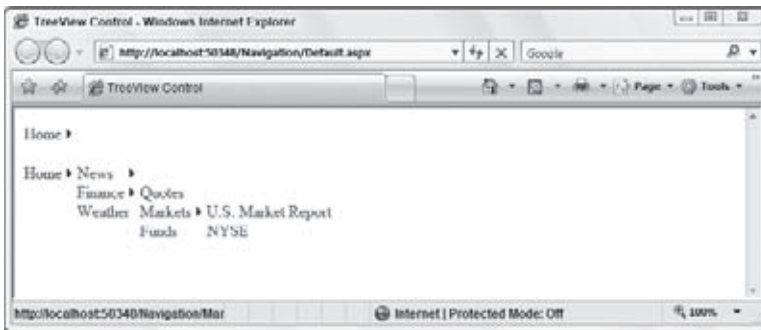 TreeView Control - Windows Internet Explorer
http://localhost:50340/Navigation/Default.aspx
Google
TreeView Control
Page
Tools
Home
Home News
Finance Quotes
Weather Markets U.S. Market Report
Funds NYSE
http://localhost:50340/Navigation/Mar
Internet | Protected Mode: Off
100%